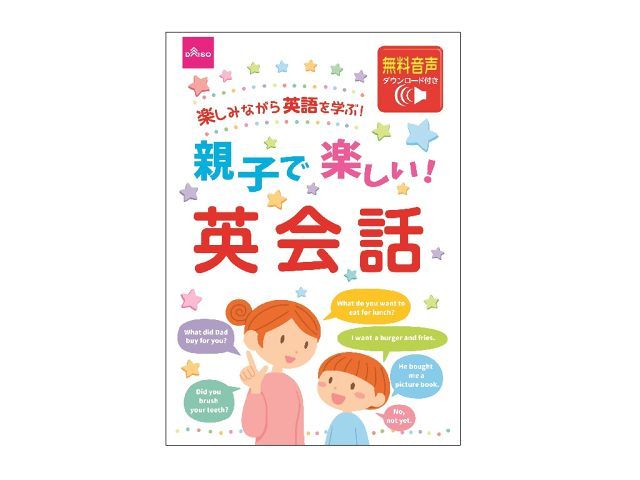 DAISO
無料音声
ダウンロード付き
楽しみながら英語を学ぶ!
親子で楽しい!
英会話
What do you want to
eat for lunch?
What did Dad
buy for you?
I want a burger and fries.
He bought
me a
picture book.
Did you
brush
your teeth?
No,
not yet.